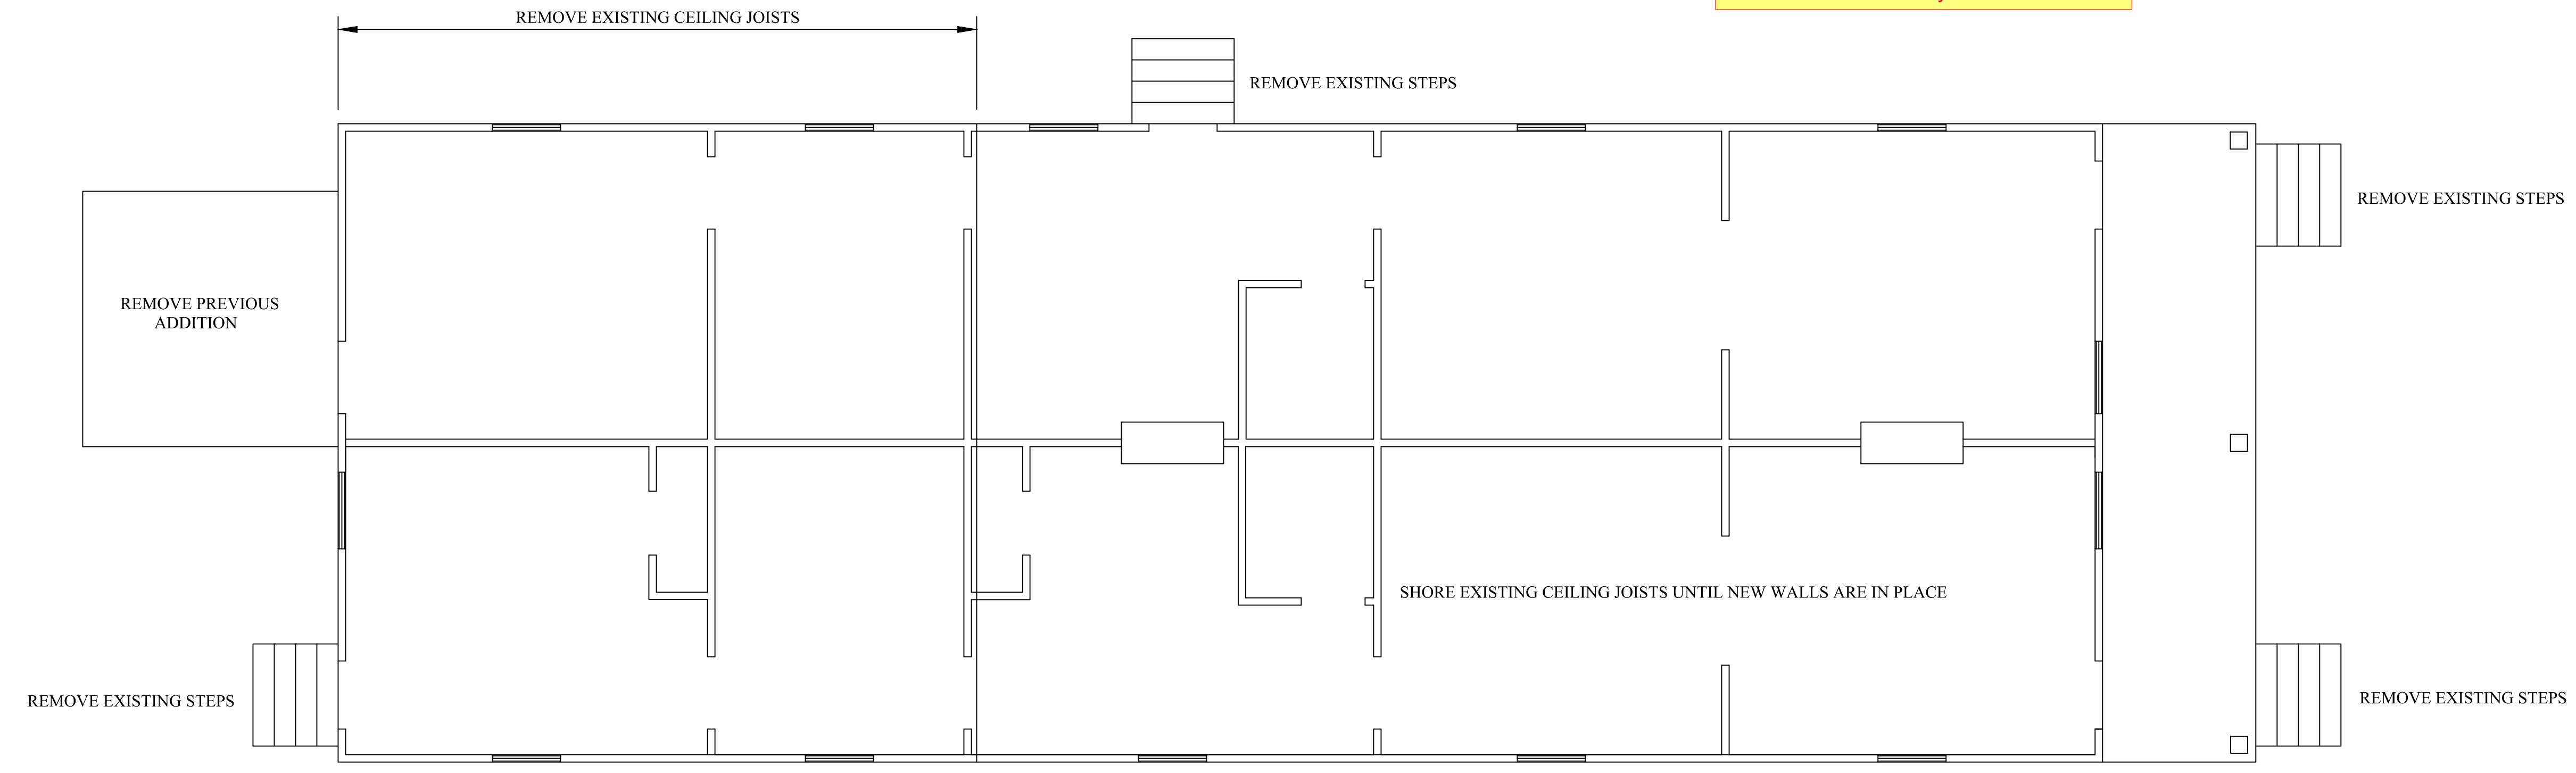 REMOVE EXISTING CEILING JOISTS
REMOVE EXISTING STEPS
REMOVE EXISTING STEPS
REMOVE PREVIOUS
ADDITION
SHORE EXISTING CEILING JOISTS UNTIL NEW WALLS ARE IN PLACE
REMOVE EXISTING STEPS
REMOVE EXISTING STEPS